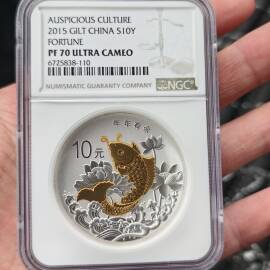 AUSPICIOUS CULTURE
2015 GILT CHINA S10Y
FORTUNE
PF 70 ULTRA CAMEO
6725838-110
NUMISMATIC GUARANTY COMPANY
NGC
年年有余
10元